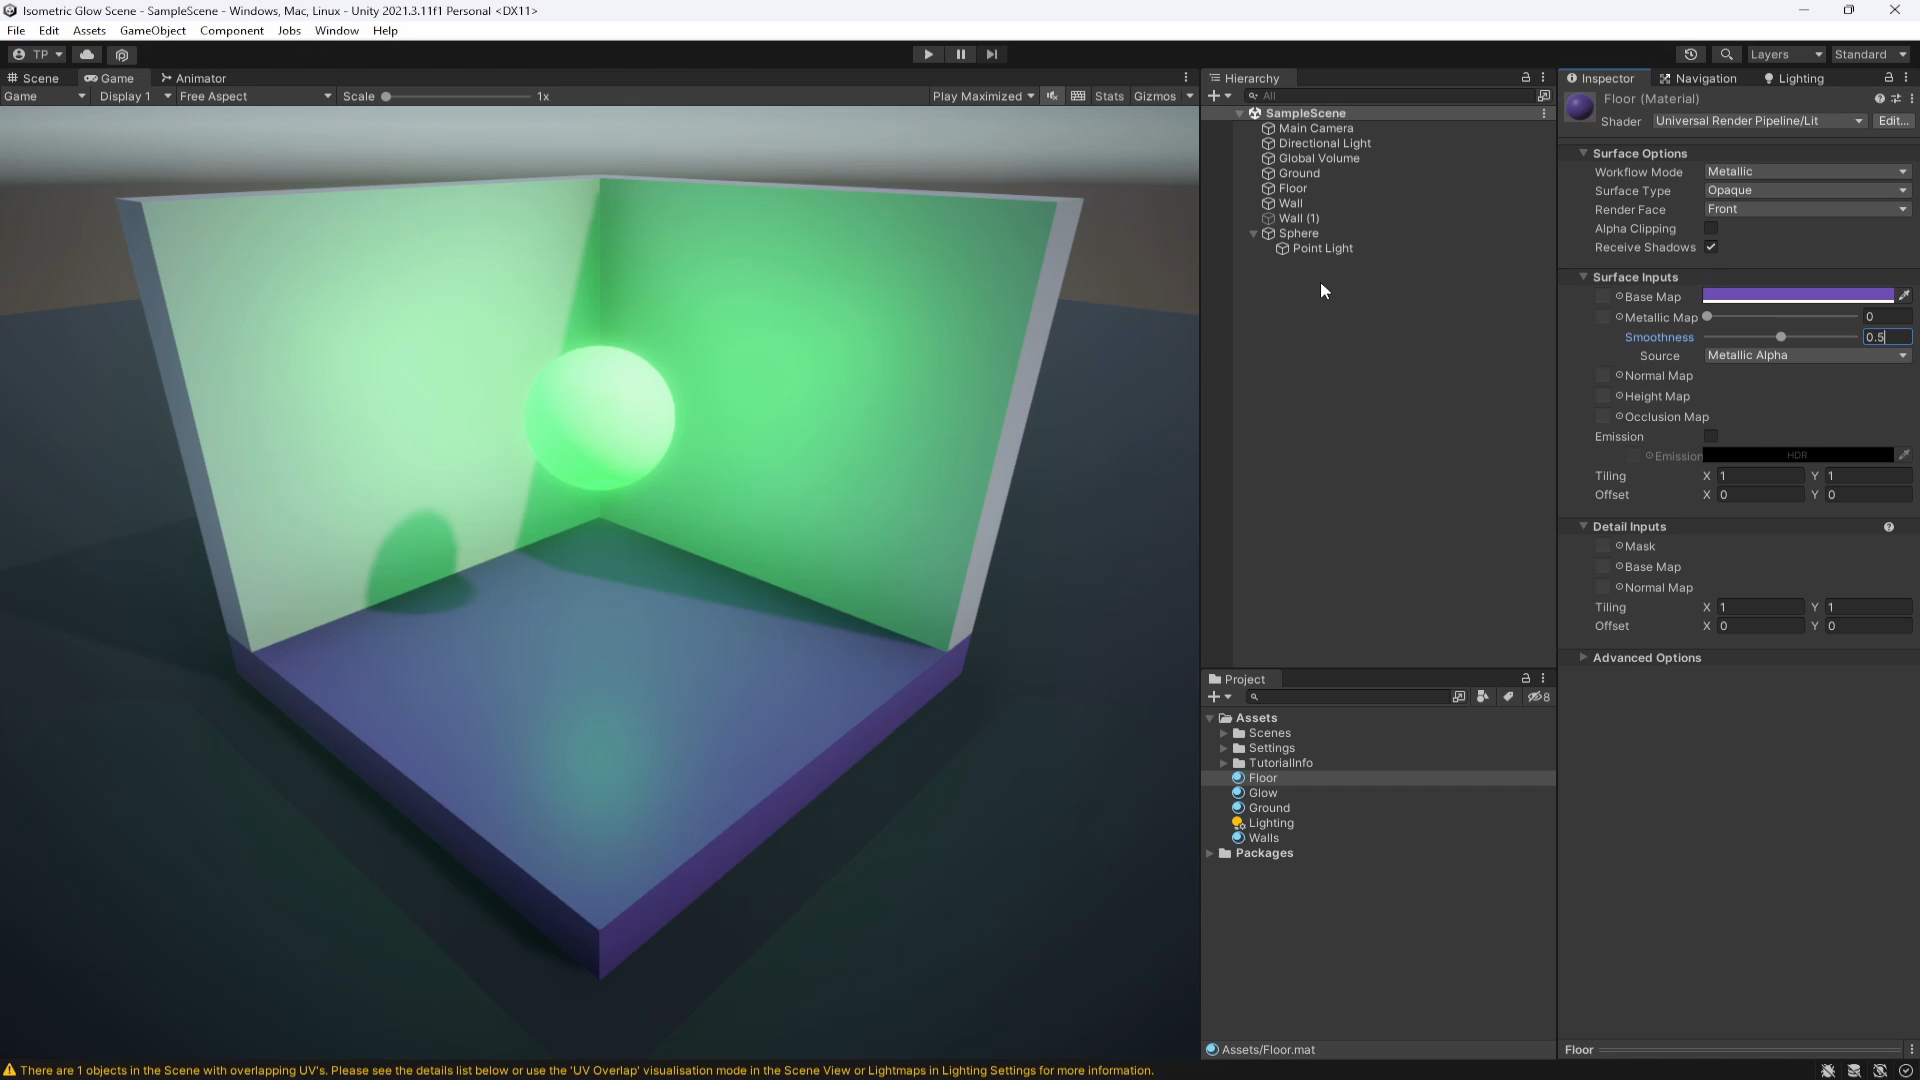 Isometric Glow Scene - SampleScene - Windows, Mac, Linux - Unity 2021.3.11f1 Personal <DX11>
File Edit Assets GameObject Component Jobs Window Help
TP Layers Standard
Scene Game Animator
Game Display 1 Free Aspect Scale 1x Play Maximized Stats Gizmos
Hierarchy
All
SampleScene
Main Camera
Directional Light
Global Volume
Ground
Floor
Wall
Wall (1)
Sphere
Point Light
Project
8
Assets
Scenes
Settings
TutorialInfo
Floor
Glow
Ground
Lighting
Walls
Packages
Assets/Floor.mat
Inspector Navigation Lighting
Floor (Material)
Shader Universal Render Pipeline/Lit Edit...
Surface Options
Workflow Mode Metallic
Surface Type Opaque
Render Face Front
Alpha Clipping
Receive Shadows
Surface Inputs
Base Map
Metallic Map 0
Smoothness 0.5
Source Metallic Alpha
Normal Map
Height Map
Occlusion Map
Emission
Emission HDR
Tiling X 1 Y 1
Offset X 0 Y 0
Detail Inputs
Mask
Base Map
Normal Map
Tiling X 1 Y 1
Offset X 0 Y 0
Advanced Options
Floor
There are 1 objects in the Scene with overlapping UV's. Please see the details list below or use the 'UV Overlap' visualisation mode in the Scene View or Lightmaps in Lighting Settings for more information.